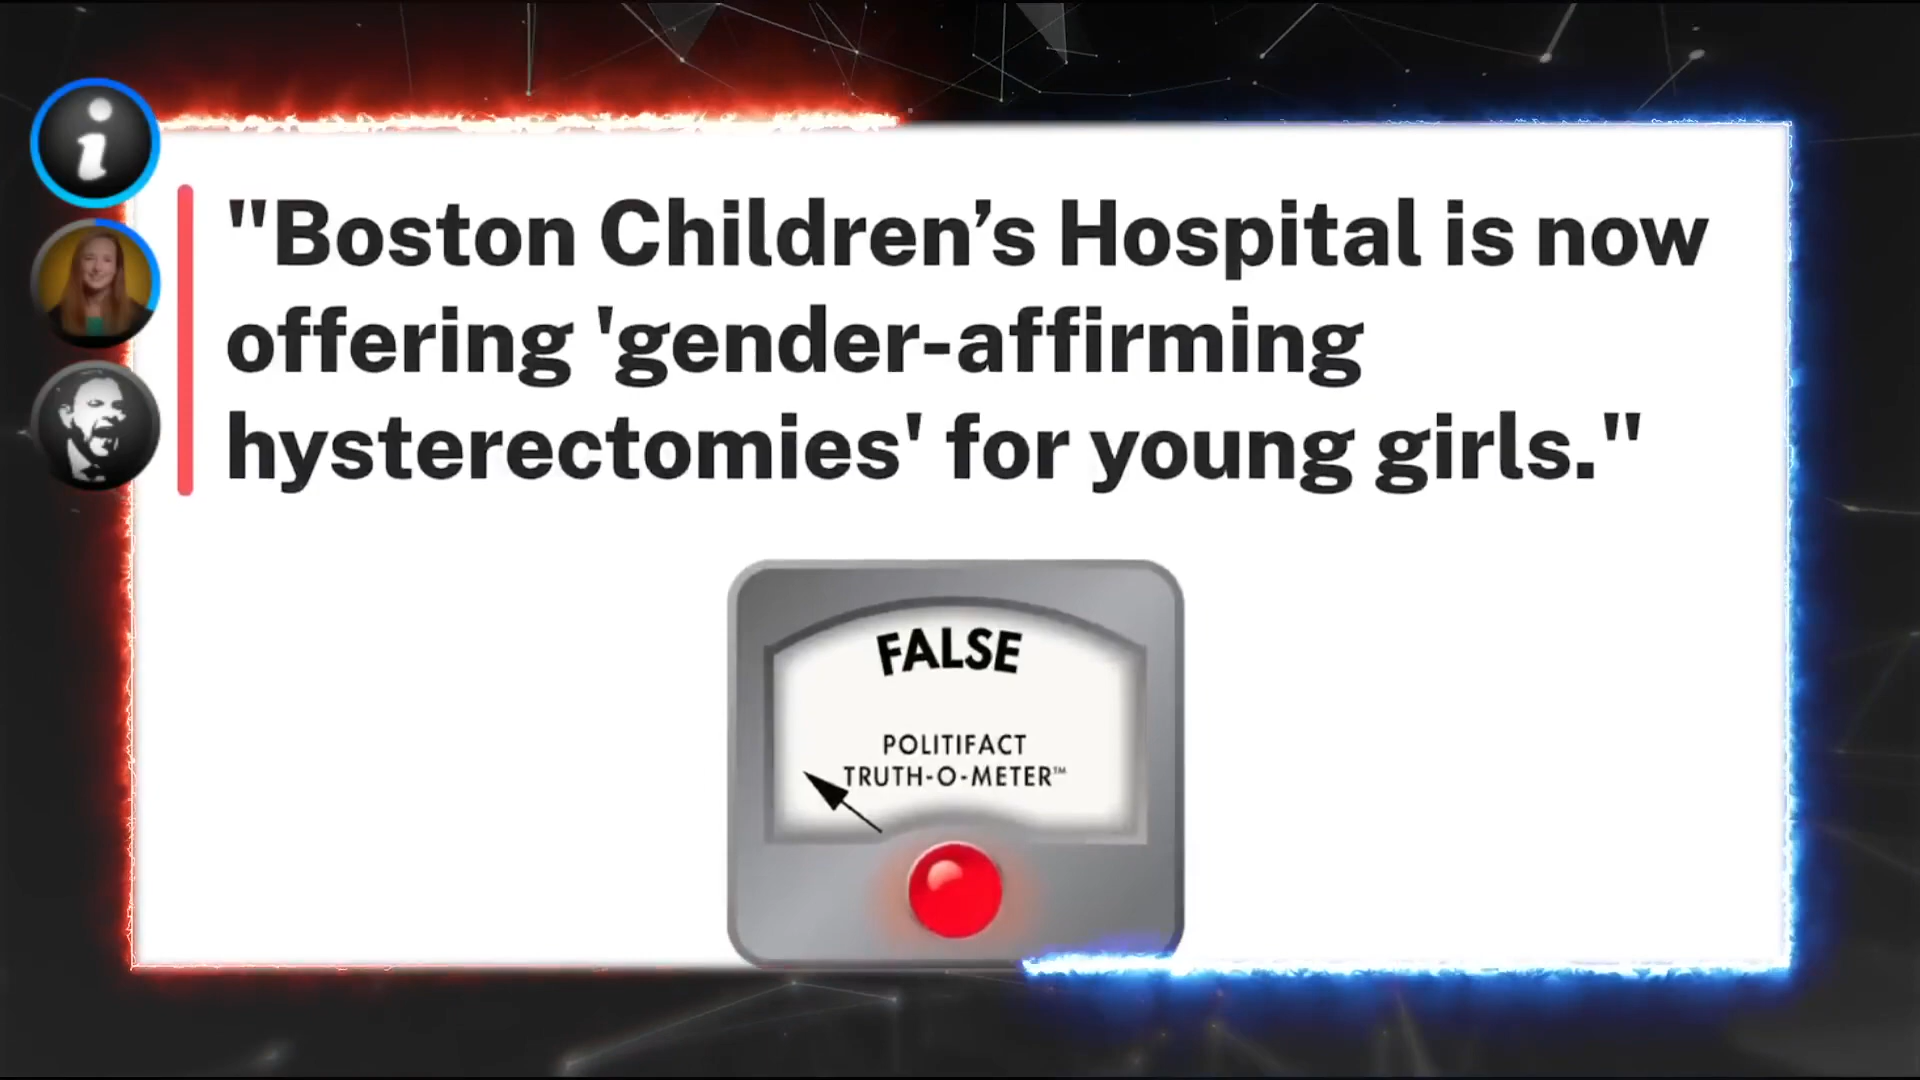 "Boston Children’s Hospital is now
offering 'gender-affirming
hysterectomies' for young girls."
FALSE
POLITIFACT
TRUTH-O-METER™
i